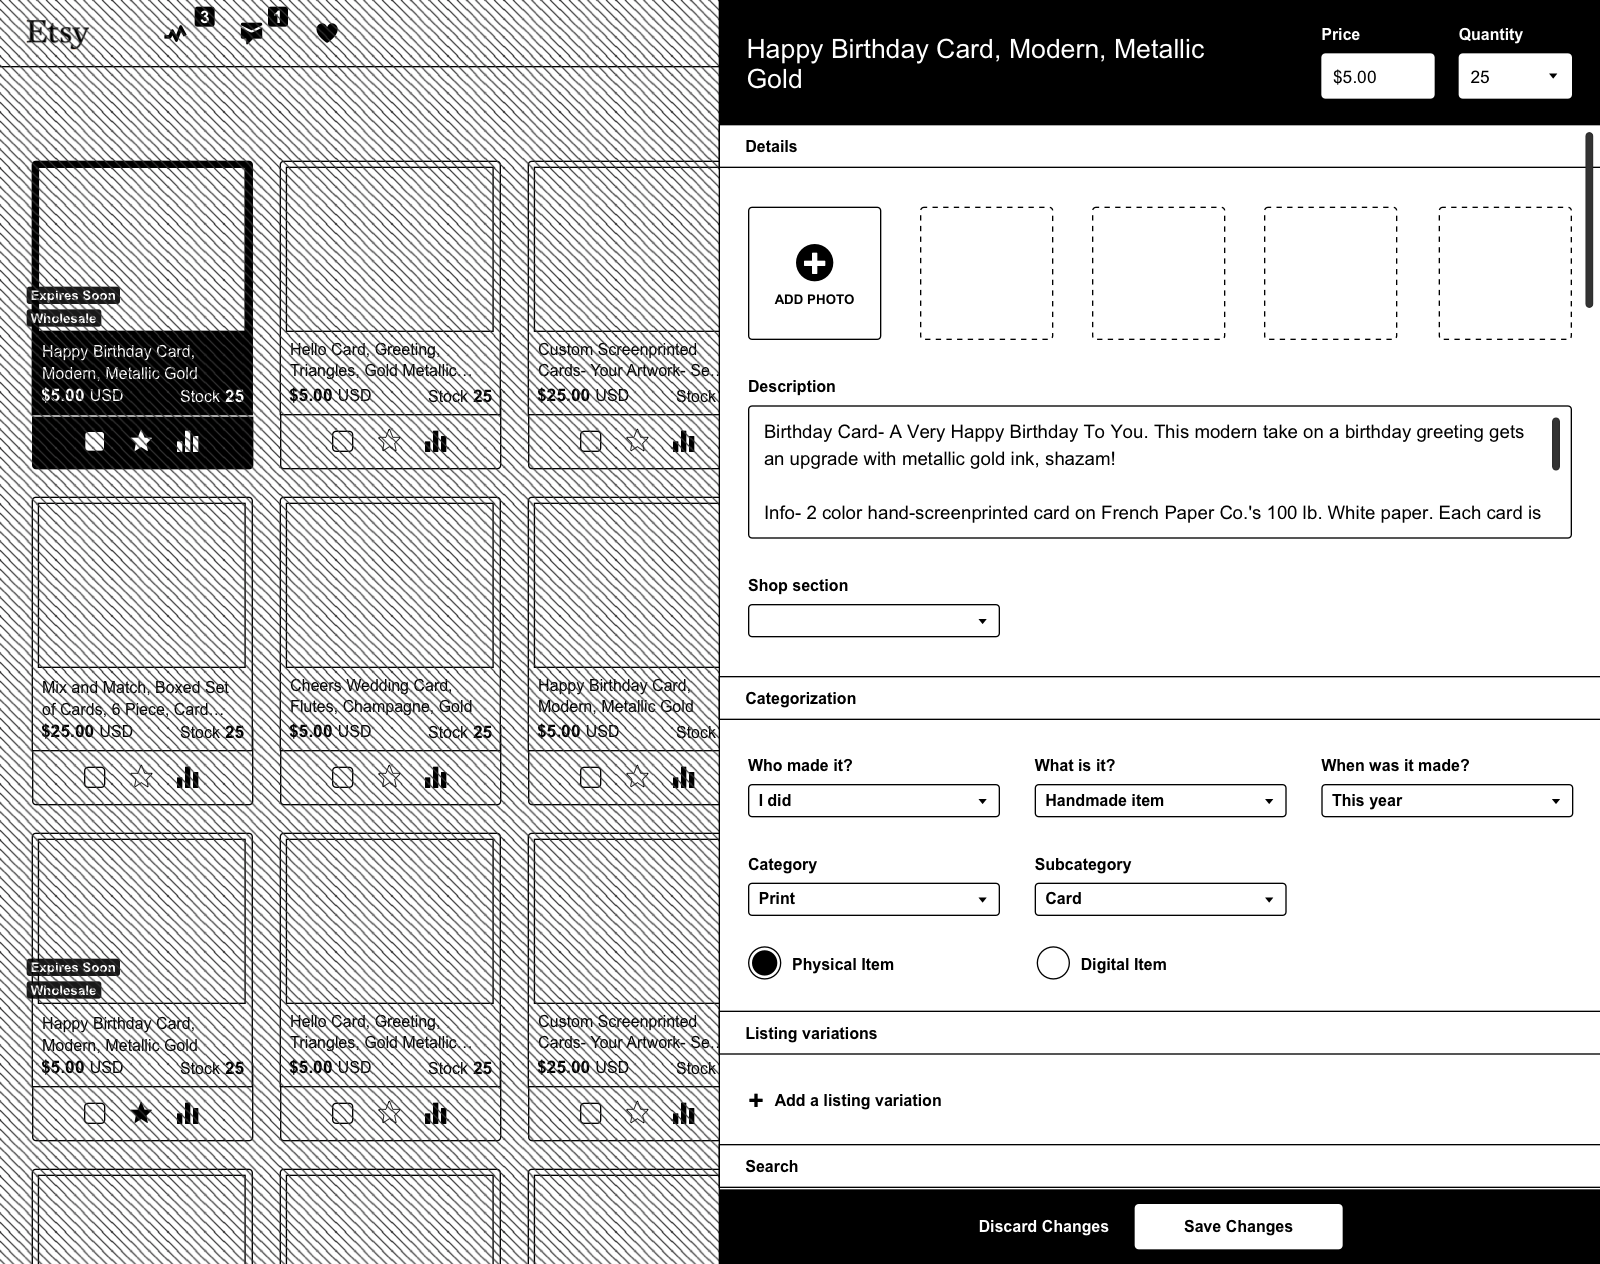 Etsy
3
1
Expires Soon
Wholesale
Happy Birthday Card,
Modern, Metallic Gold
$5.00 USD Stock 25
Hello Card, Greeting,
Triangles, Gold Metallic...
$5.00 USD Stock 25
Custom Screenprinted
Cards- Your Artwork- Se..
$25.00 USD Stock
Mix and Match, Boxed Set
of Cards, 6 Piece, Card...
$25.00 USD Stock 25
Cheers Wedding Card,
Flutes, Champagne, Gold
$5.00 USD Stock 25
Happy Birthday Card,
Modern, Metallic Gold
$5.00 USD Stock
Expires Soon
Wholesale
Happy Birthday Card,
Modern, Metallic Gold
$5.00 USD Stock 25
Hello Card, Greeting,
Triangles, Gold Metallic...
$5.00 USD Stock 25
Custom Screenprinted
Cards- Your Artwork- Se..
$25.00 USD Stock
Happy Birthday Card, Modern, Metallic
Gold
Price
$5.00
Quantity
25
Details
ADD PHOTO
Description
Birthday Card- A Very Happy Birthday To You. This modern take on a birthday greeting gets
an upgrade with metallic gold ink, shazam!
Info- 2 color hand-screenprinted card on French Paper Co.'s 100 lb. White paper. Each card is
Shop section
Categorization
Who made it?
I did
What is it?
Handmade item
When was it made?
This year
Category
Print
Subcategory
Card
Physical Item
Digital Item
Listing variations
Add a listing variation
Search
Discard Changes
Save Changes